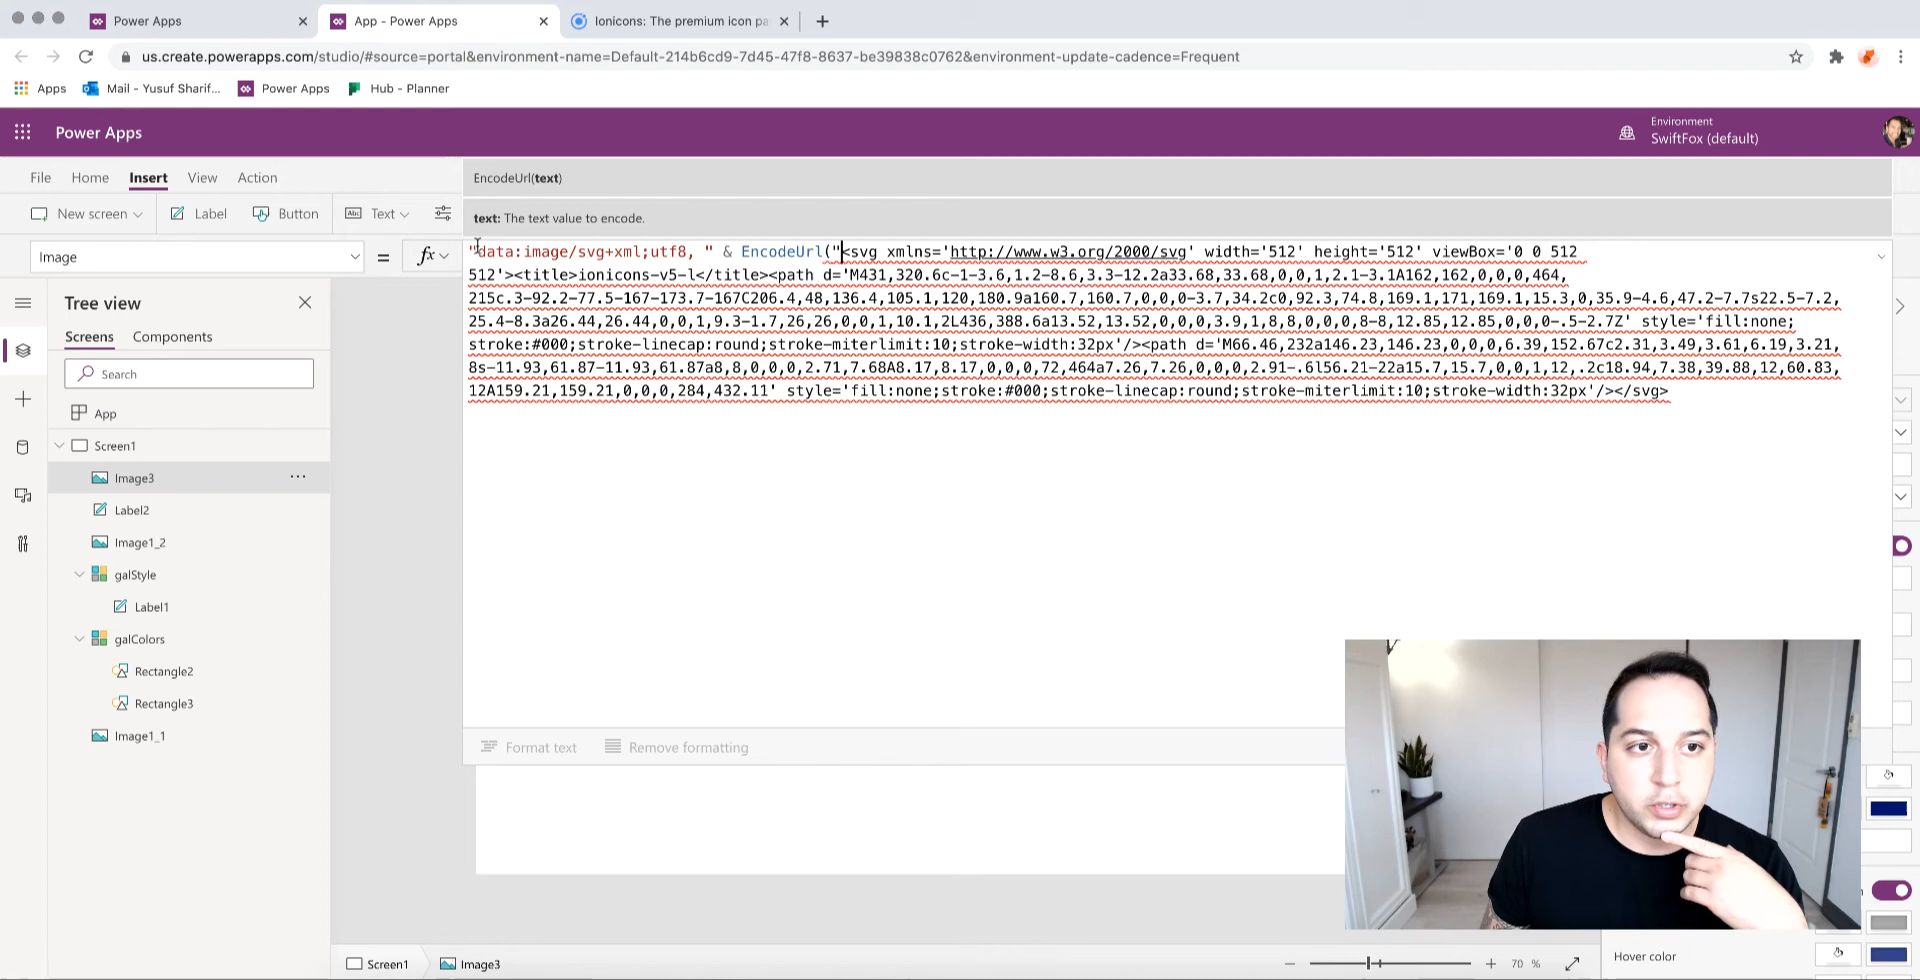 Power Apps
App - Power Apps
Ionicons: The premium icon pa
us.create.powerapps.com/studio/#source=portal&environment-name=Default-214b6cd9-7d45-47f8-8637-be39838c0762&environment-update-cadence=Frequent
Apps Mail - Yusuf Sharif... Power Apps Hub - Planner
Power Apps
Environment
SwiftFox (default)
File Home Insert View Action
New screen Label Button Text
EncodeUrl(text)
text: The text value to encode.
Image = fx
"data:image/svg+xml;utf8, " & EncodeUrl("<svg xmlns='http://www.w3.org/2000/svg' width='512' height='512' viewBox='0 0 512
512'><title>ionicons-v5-l</title><path d='M431,320.6c-1-3.6,1.2-8.6,3.3-12.2a33.68,33.68,0,0,1,2.1-3.1A162,162,0,0,0,464,
215c.3-92.2-77.5-167-173.7-167C206.4,48,136.4,105.1,120,180.9a160.7,160.7,0,0,0-3.7,34.2c0,92.3,74.8,169.1,171,169.1,15.3,0,35.9-4.6,47.2-7.7s22.5-7.2,
25.4-8.3a26.44,26.44,0,0,1,9.3-1.7,26,26,0,0,1,10.1,2L436,388.6a13.52,13.52,0,0,0,3.9,1,8,8,0,0,0,8-8,12.85,12.85,0,0,0-.5-2.7Z' style='fill:none;
stroke:#000;stroke-linecap:round;stroke-miterlimit:10;stroke-width:32px'/><path d='M66.46,232a146.23,146.23,0,0,0,6.39,152.67c2.31,3.49,3.61,6.19,3.21,
8s-11.93,61.87-11.93,61.87a8,8,0,0,0,2.71,7.68A8.17,8.17,0,0,0,72,464a7.26,7.26,0,0,0,2.91-.6l56.21-22a15.7,15.7,0,0,1,12,.2c18.94,7.38,39.88,12,60.83,
12A159.21,159.21,0,0,0,284,432.11' style='fill:none;stroke:#000;stroke-linecap:round;stroke-miterlimit:10;stroke-width:32px'/></svg>
Tree view
Screens Components
Search
App
Screen1
Image3
Label2
Image1_2
galStyle
Label1
galColors
Rectangle2
Rectangle3
Image1_1
Format text Remove formatting
Screen1 Image3
70 %
Hover color